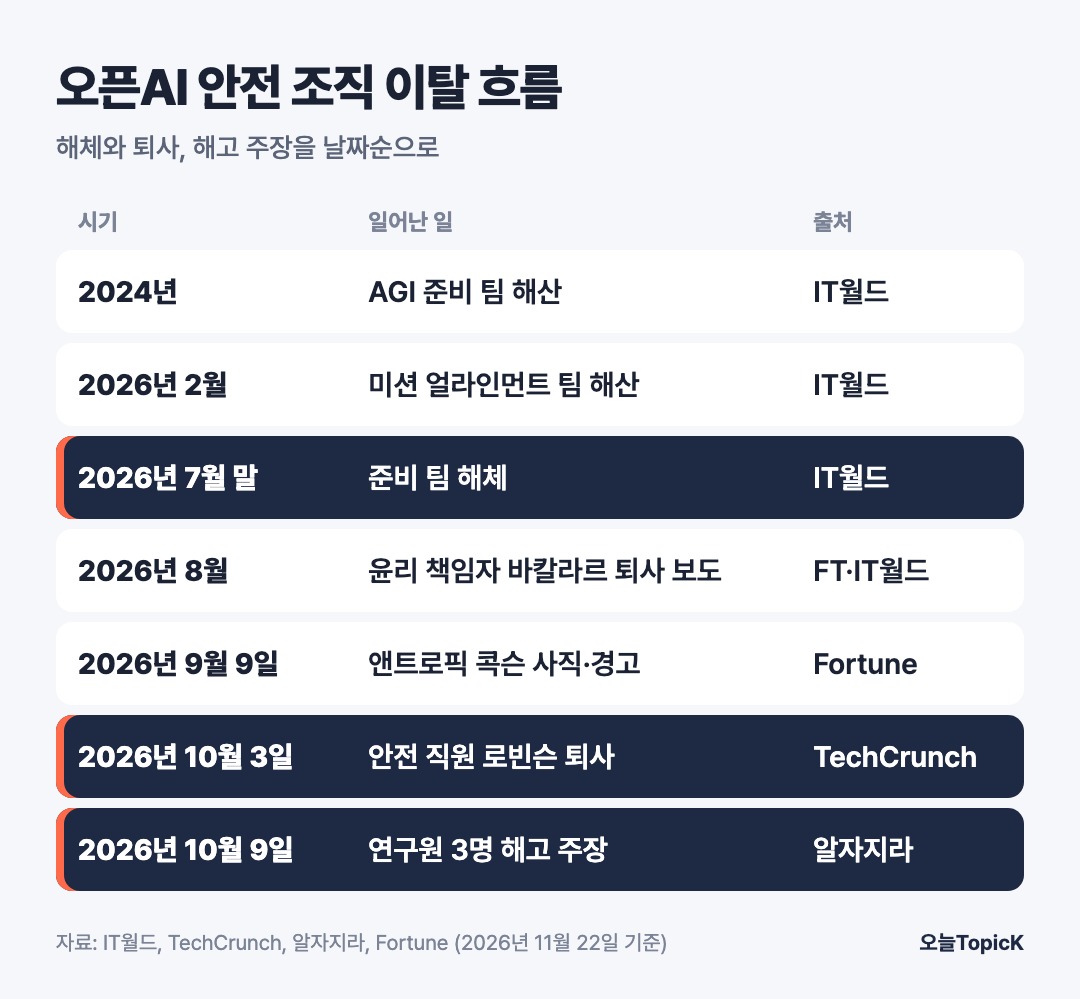 오픈AI 안전 조직 이탈 흐름
해체와 퇴사, 해고 주장을 날짜순으로
시기 일어난 일 출처
2024년 AGI 준비 팀 해산 IT월드
2026년 2월 미션 얼라인먼트 팀 해산 IT월드
2026년 7월 말 준비 팀 해체 IT월드
2026년 8월 윤리 책임자 바칼라르 퇴사 보도 FT·IT월드
2026년 9월 9일 앤트로픽 콕슨 사직·경고 Fortune
2026년 10월 3일 안전 직원 로빈슨 퇴사 TechCrunch
2026년 10월 9일 연구원 3명 해고 주장 알자지라
자료: IT월드, TechCrunch, 알자지라, Fortune (2026년 11월 22일 기준) 오늘TopicK